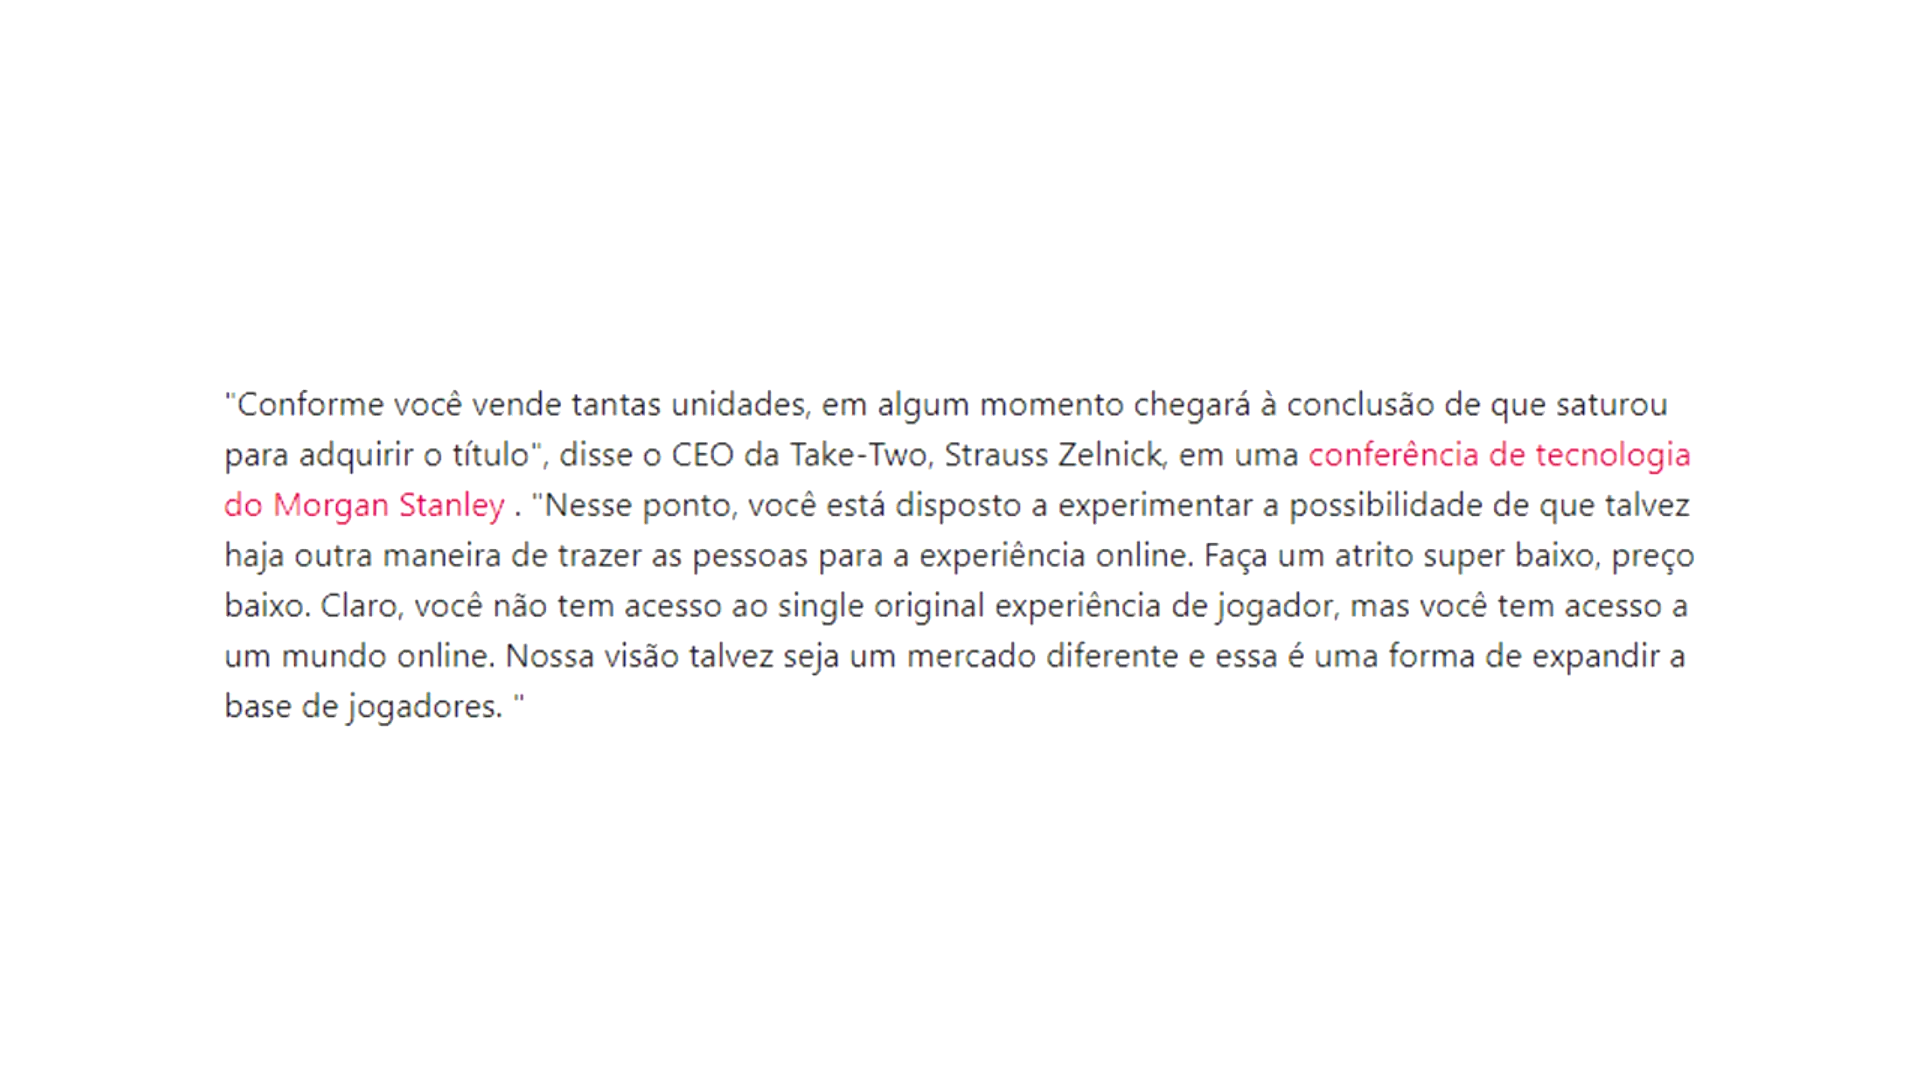 "Conforme você vende tantas unidades, em algum momento chegará à conclusão de que saturou
para adquirir o título", disse o CEO da Take-Two, Strauss Zelnick, em uma conferência de tecnologia
do Morgan Stanley . "Nesse ponto, você está disposto a experimentar a possibilidade de que talvez
haja outra maneira de trazer as pessoas para a experiência online. Faça um atrito super baixo, preço
baixo. Claro, você não tem acesso ao single original experiência de jogador, mas você tem acesso a
um mundo online. Nossa visão talvez seja um mercado diferente e essa é uma forma de expandir a
base de jogadores. "